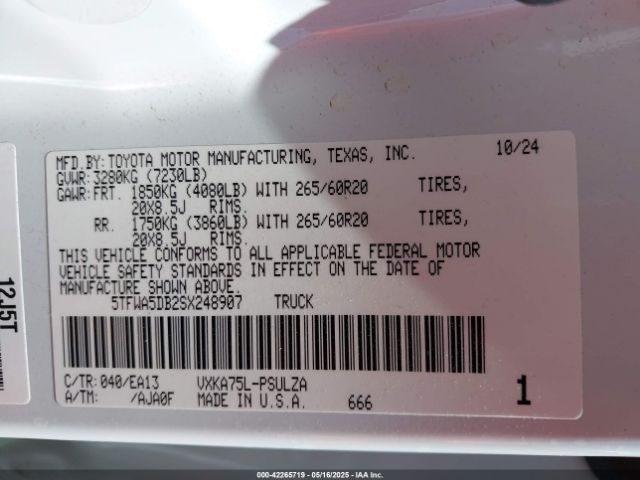 MFD.BY:TOYOTA MOTOR MANUFACTURING, TEXAS, INC. 10/24
GVWR:3280KG (7230LB)
GAWR:FRT. 1850KG (4080LB) WITH 265/60R20 TIRES,
20X8.5J RIMS.
RR. 1750KG (3860LB) WITH 265/60R20 TIRES,
20X8.5J RIMS.
THIS VEHICLE CONFORMS TO ALL APPLICABLE FEDERAL MOTOR
VEHICLE SAFETY STANDARDS IN EFFECT ON THE DATE OF
MANUFACTURE SHOWN ABOVE.
5TFWA5DB2SX248907 TRUCK
C/TR:040/EA13 VXKA75L-PSULZA
A/TM: /AJA0F MADE IN U.S.A. 666 1
12J5T
000-42265719 - 05/16/2025 - IAA Inc.